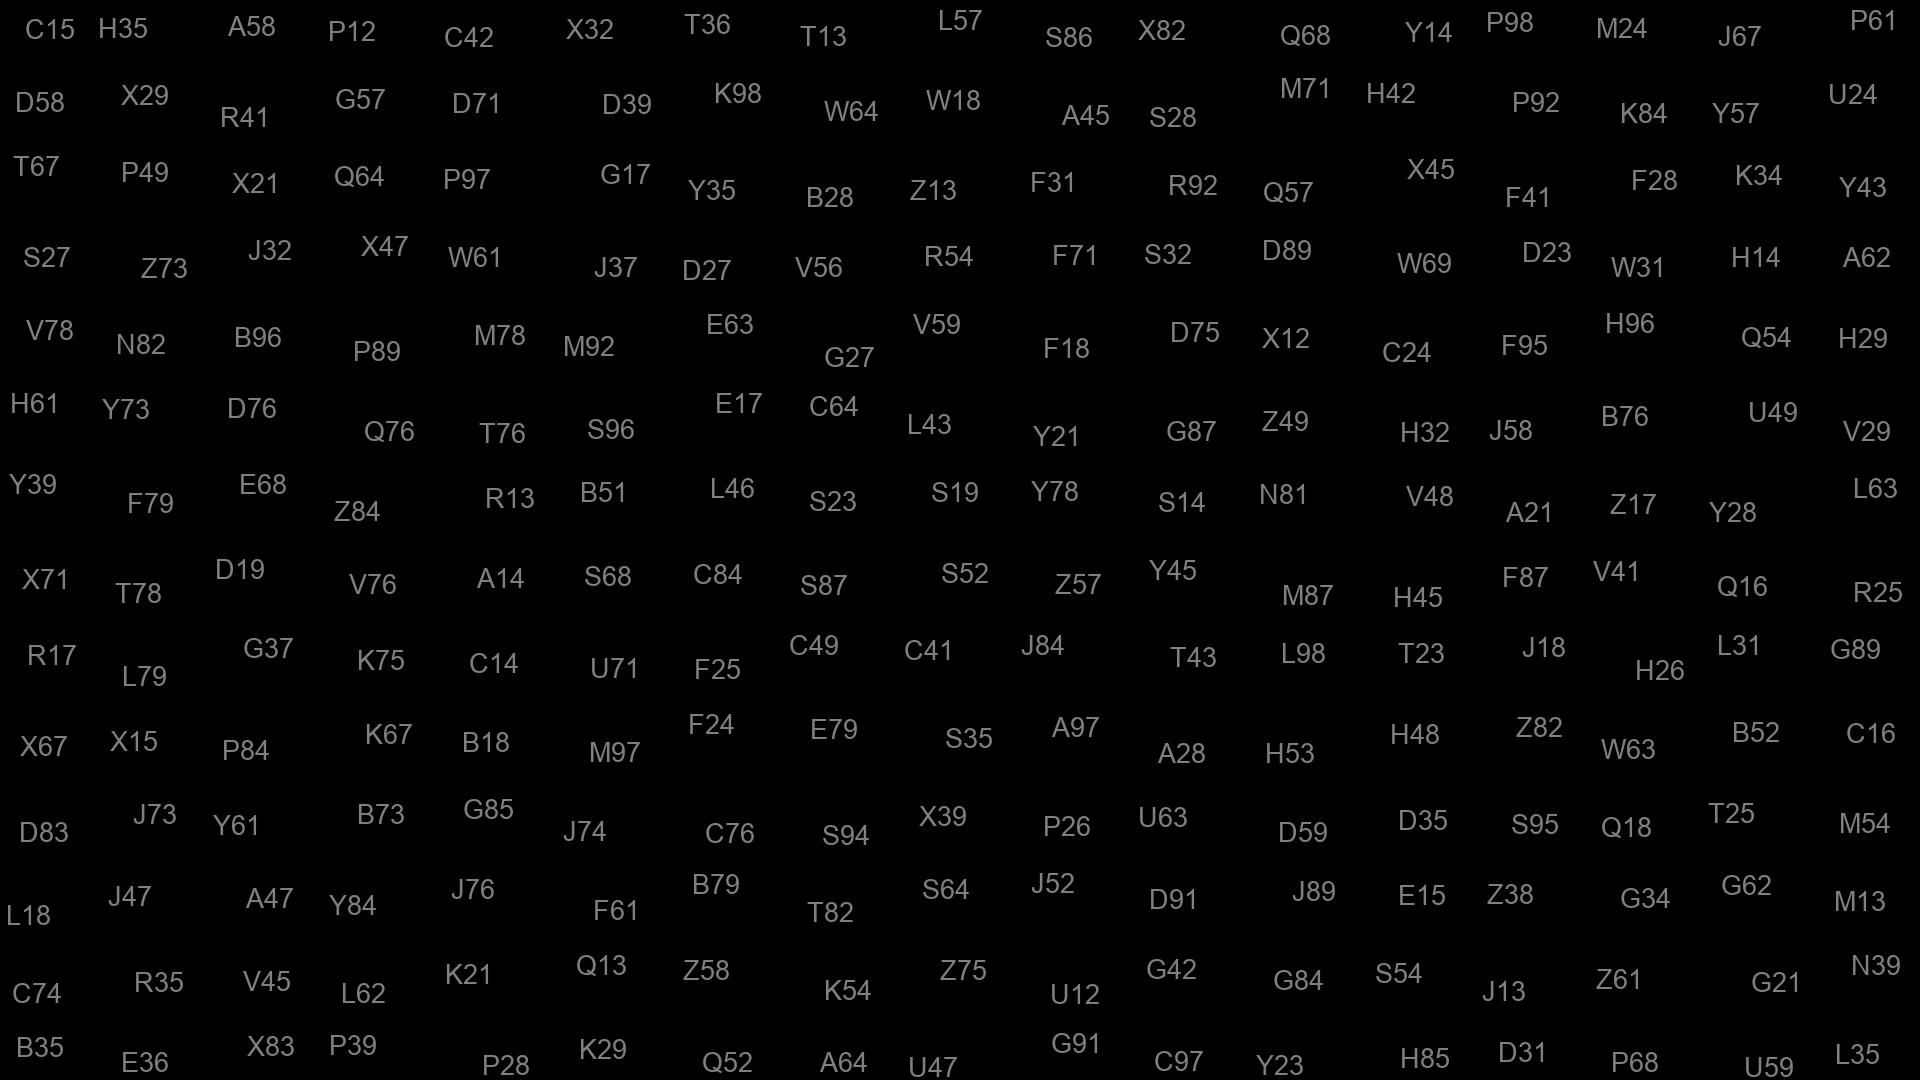 C15 H35 A58 P12 C42 X32 T36 T13 L57 S86 X82 Q68 Y14 P98 M24 J67 P61
D58 X29 R41 G57 D71 D39 K98 W64 W18 A45 S28 M71 H42 P92 K84 Y57 U24
T67 P49 X21 Q64 P97 G17 Y35 B28 Z13 F31 R92 Q57 X45 F41 F28 K34 Y43
S27 Z73 J32 X47 W61 J37 D27 V56 R54 F71 S32 D89 W69 D23 W31 H14 A62
V78 N82 B96 P89 M78 M92 E63 G27 V59 F18 D75 X12 C24 F95 H96 Q54 H29
H61 Y73 D76 Q76 T76 S96 E17 C64 L43 Y21 G87 Z49 H32 J58 B76 U49 V29
Y39 F79 E68 Z84 R13 B51 L46 S23 S19 Y78 S14 N81 V48 A21 Z17 Y28 L63
X71 T78 D19 V76 A14 S68 C84 S87 S52 Z57 Y45 M87 H45 F87 V41 Q16 R25
R17 L79 G37 K75 C14 U71 F25 C49 C41 J84 T43 L98 T23 J18 H26 L31 G89
X67 X15 P84 K67 B18 M97 F24 E79 S35 A97 A28 H53 H48 Z82 W63 B52 C16
D83 J73 Y61 B73 G85 J74 C76 S94 X39 P26 U63 D59 D35 S95 Q18 T25 M54
L18 J47 A47 Y84 J76 F61 B79 T82 S64 J52 D91 J89 E15 Z38 G34 G62 M13
C74 R35 V45 L62 K21 Q13 Z58 K54 Z75 U12 G42 G84 S54 J13 Z61 G21 N39
B35 E36 X83 P39 P28 K29 Q52 A64 U47 G91 C97 Y23 H85 D31 P68 U59 L35